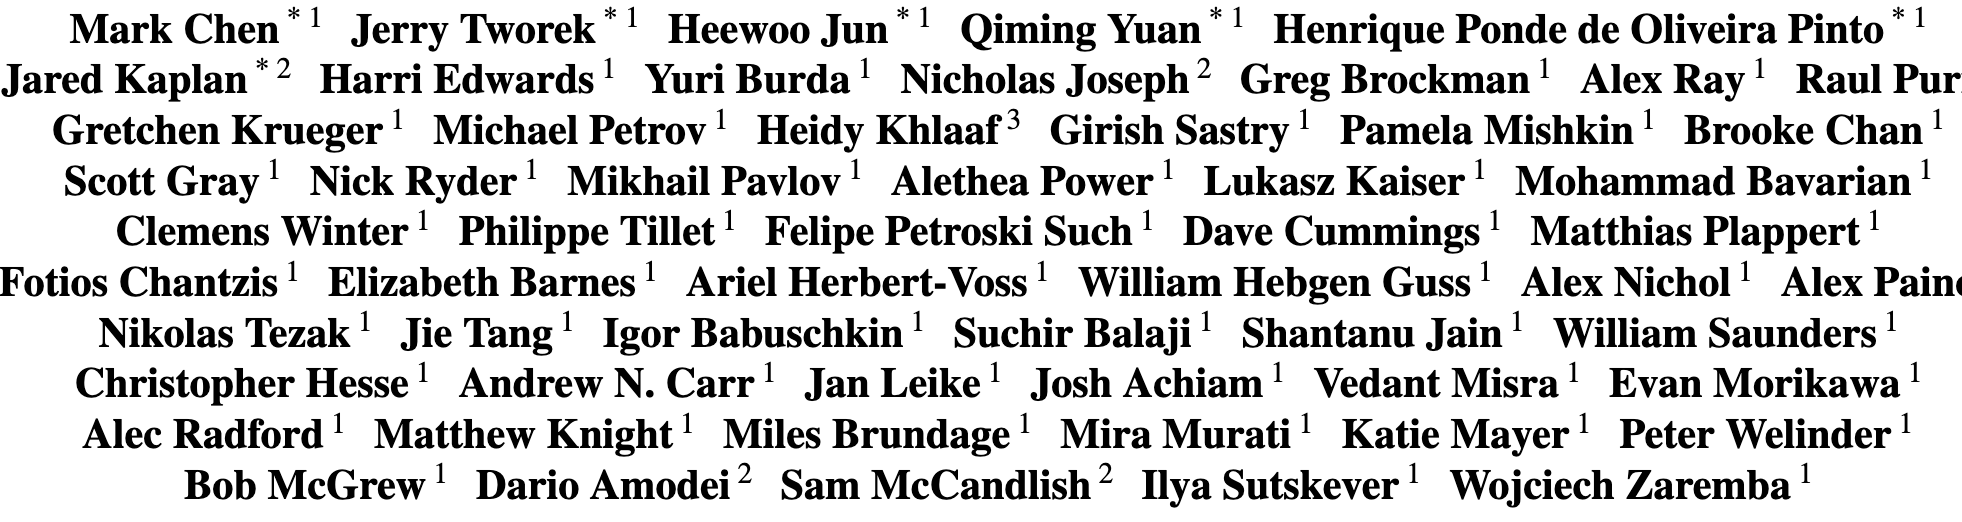 Mark Chen * 1 Jerry Tworek * 1 Heewoo Jun * 1 Qiming Yuan * 1 Henrique Ponde de Oliveira Pinto * 1
Jared Kaplan * 2 Harri Edwards 1 Yuri Burda 1 Nicholas Joseph 2 Greg Brockman 1 Alex Ray 1 Raul
Gretchen Krueger 1 Michael Petrov 1 Heidy Khlaaf 3 Girish Sastry 1 Pamela Mishkin 1 Brooke Chan 1
Scott Gray 1 Nick Ryder 1 Mikhail Pavlov 1 Alethea Power 1 Lukasz Kaiser 1 Mohammad Bavarian 1
Clemens Winter 1 Philippe Tillet 1 Felipe Petroski Such 1 Dave Cummings 1 Matthias Plappert 1
Fotios Chantzis 1 Elizabeth Barnes 1 Ariel Herbert-Voss 1 William Hebgen Guss 1 Alex Nichol 1 Alex
Nikolas Tezak 1 Jie Tang 1 Igor Babuschkin 1 Suchir Balaji 1 Shantanu Jain 1 William Saunders 1
Christopher Hesse 1 Andrew N. Carr 1 Jan Leike 1 Josh Achiam 1 Vedant Misra 1 Evan Morikawa 1
Alec Radford 1 Matthew Knight 1 Miles Brundage 1 Mira Murati 1 Katie Mayer 1 Peter Welinder 1
Bob McGrew 1 Dario Amodei 2 Sam McCandlish 2 Ilya Sutskever 1 Wojciech Zaremba 1